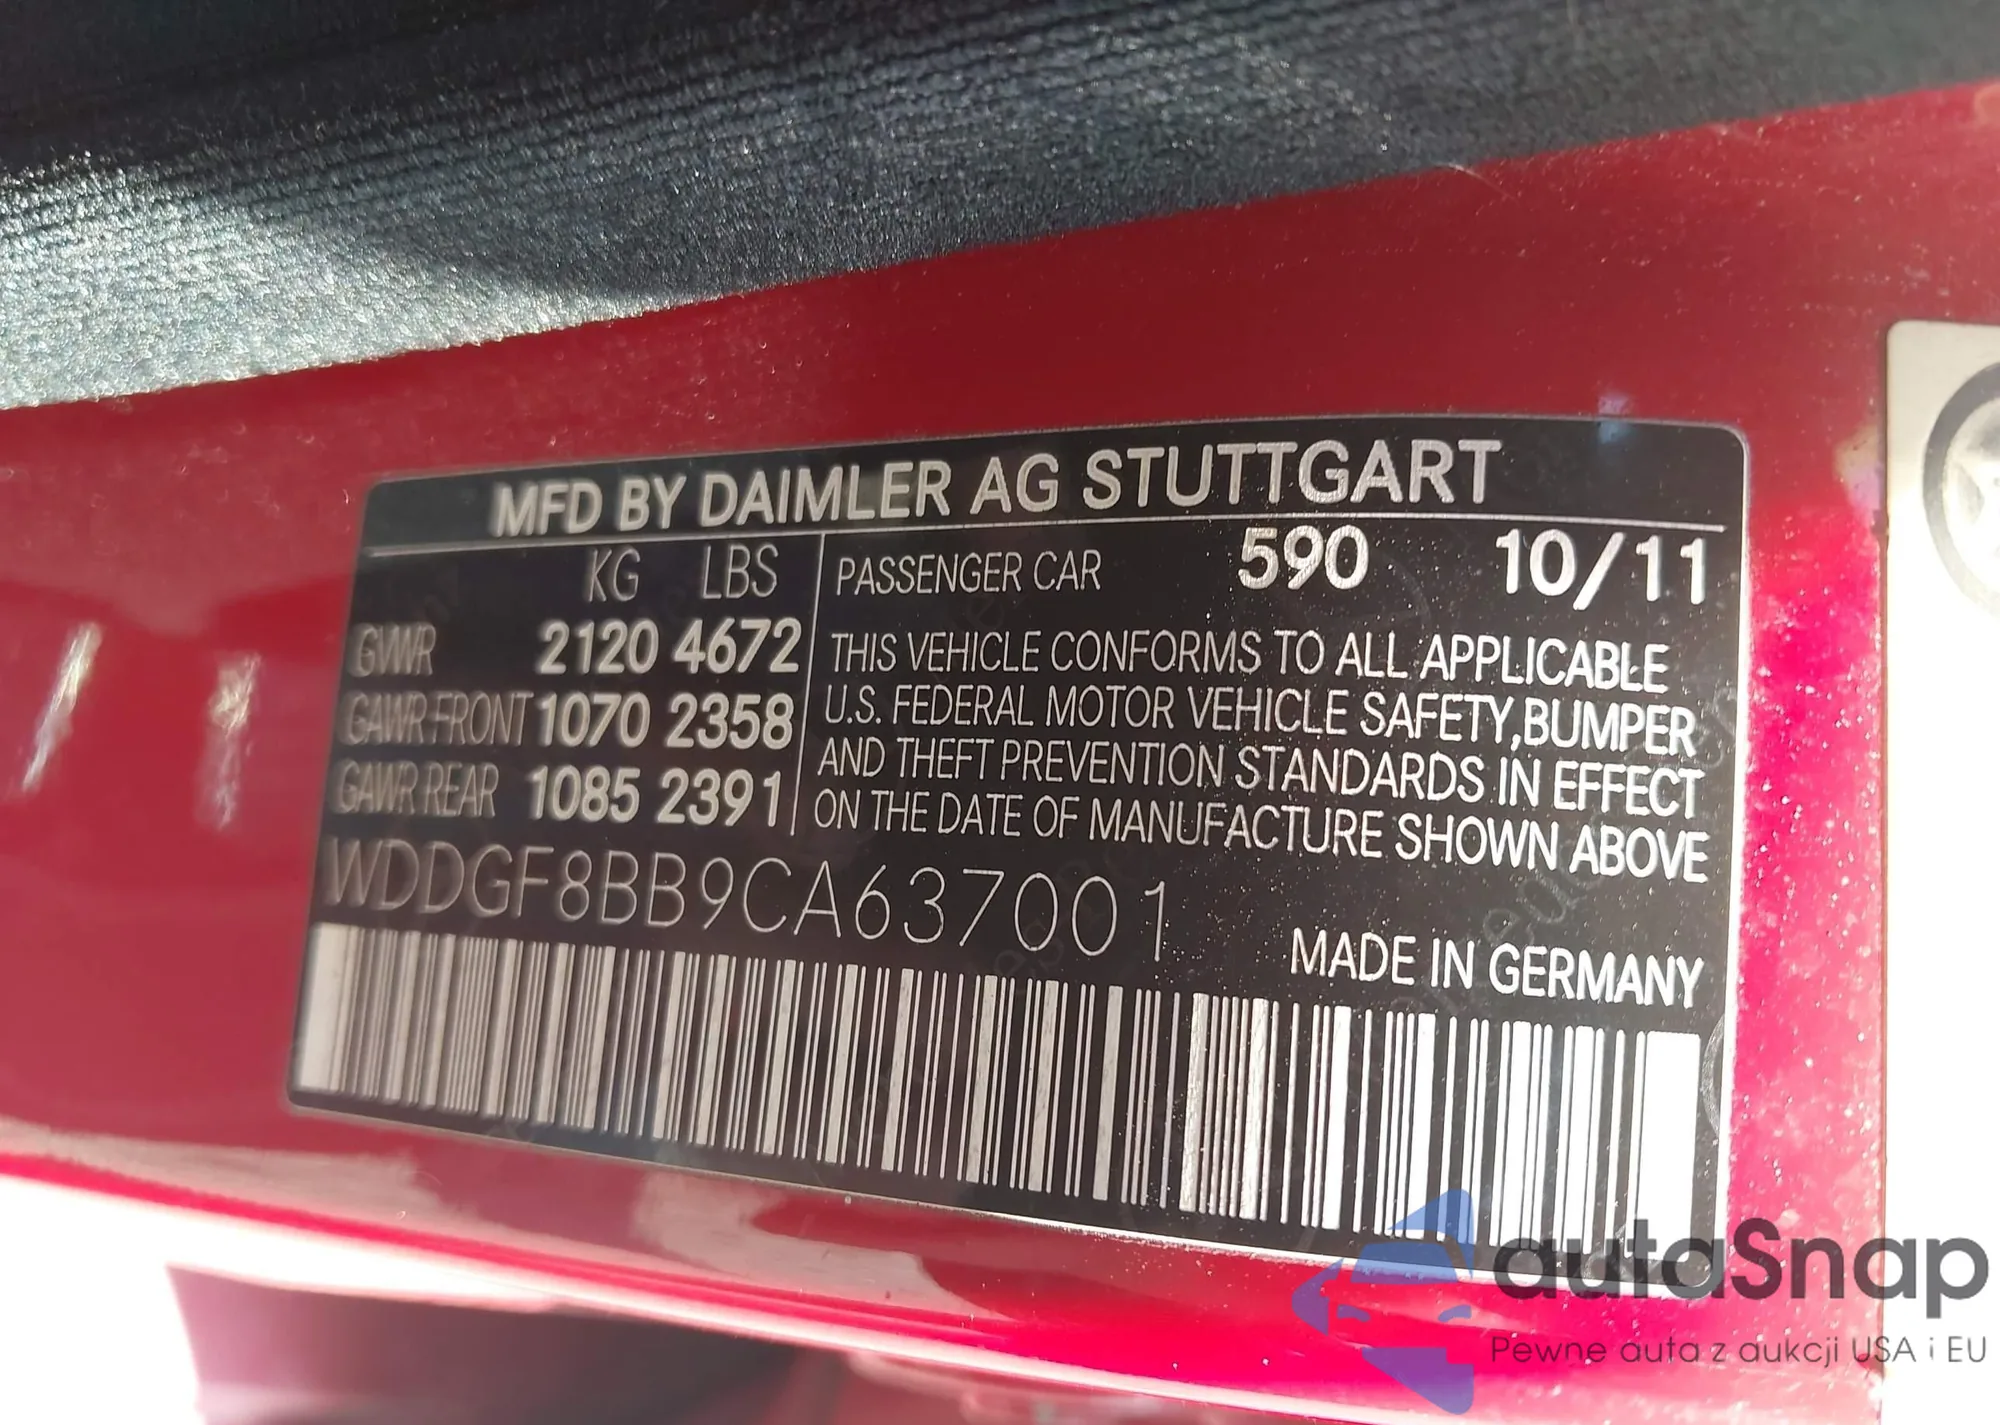 MFD BY DAIMLER AG STUTTGART
KG LBS
GVWR 2120 4672
GAWR FRONT 1070 2358
GAWR REAR 1085 2391
PASSENGER CAR 590 10/11
THIS VEHICLE CONFORMS TO ALL APPLICABLE
U.S. FEDERAL MOTOR VEHICLE SAFETY,BUMPER
AND THEFT PREVENTION STANDARDS IN EFFECT
ON THE DATE OF MANUFACTURE SHOWN ABOVE
WDDGF8BB9CA637001
MADE IN GERMANY
autaSnap
Pewne auta z aukcji USA i EU